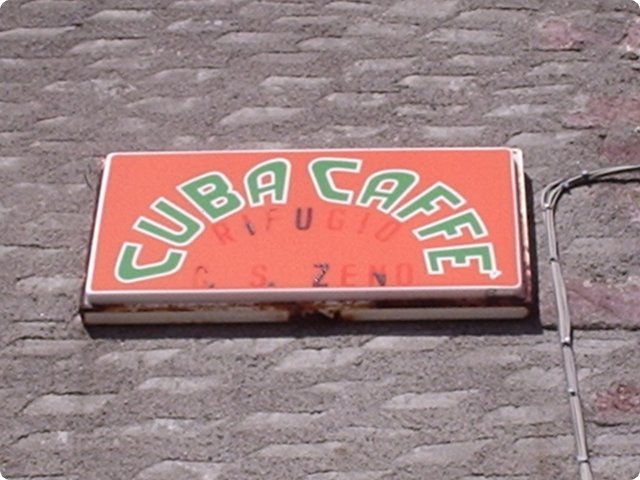 CUBA CAFFE
RIFUGIO
C. S. ZENO